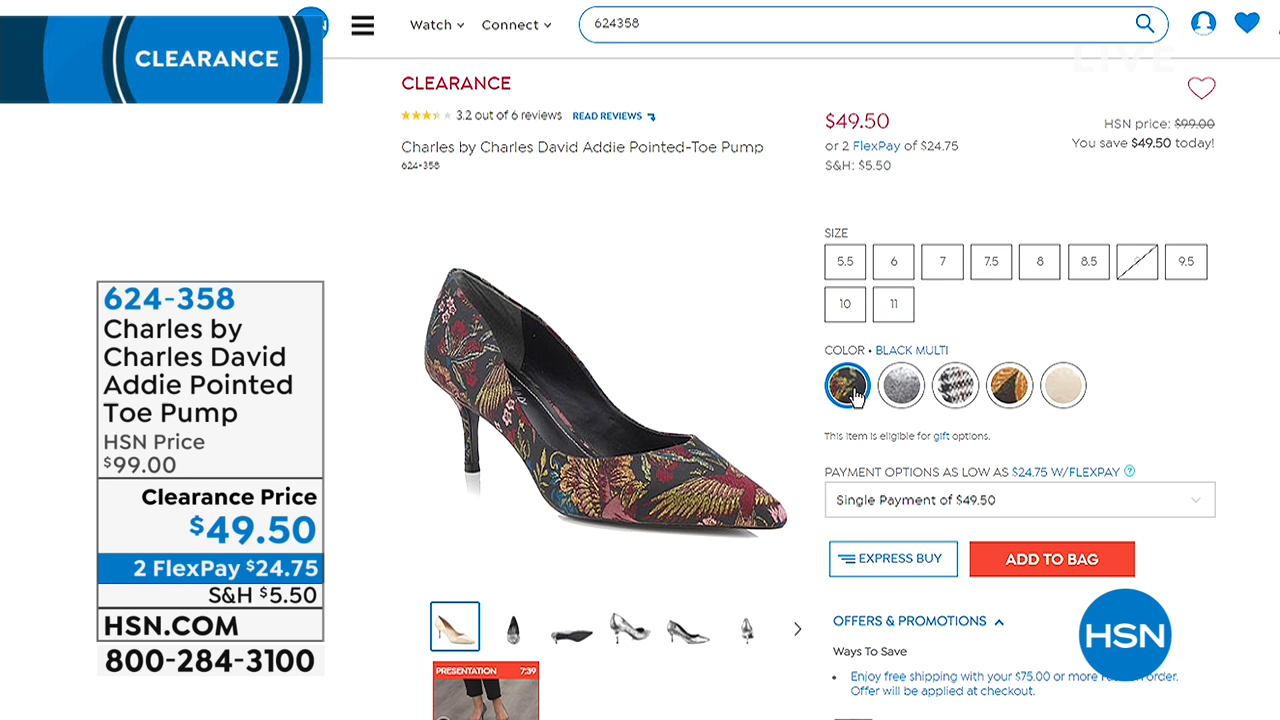 CLEARANCE
Watch
Connect
624358
LIVE
CLEARANCE
3.2 out of 6 reviews
READ REVIEWS
Charles by Charles David Addie Pointed-Toe Pump
624-358
$49.50
HSN price: $99.00
or 2 FlexPay of $24.75
You save $49.50 today!
S&H: $5.50
SIZE
5.5 6 7 7.5 8 8.5 9.5
10 11
COLOR • BLACK MULTI
This item is eligible for gift options.
PAYMENT OPTIONS AS LOW AS $24.75 W/FLEXPAY ?
Single Payment of $49.50
EXPRESS BUY
ADD TO BAG
OFFERS & PROMOTIONS
Ways To Save
• Enjoy free shipping with your $75.00 or more order.
Offer will be applied at checkout.
HSN
PRESENTATION 7:39
624-358
Charles by
Charles David
Addie Pointed
Toe Pump
HSN Price
$99.00
Clearance Price
$49.50
2 FlexPay $24.75
S&H $5.50
HSN.COM
800-284-3100